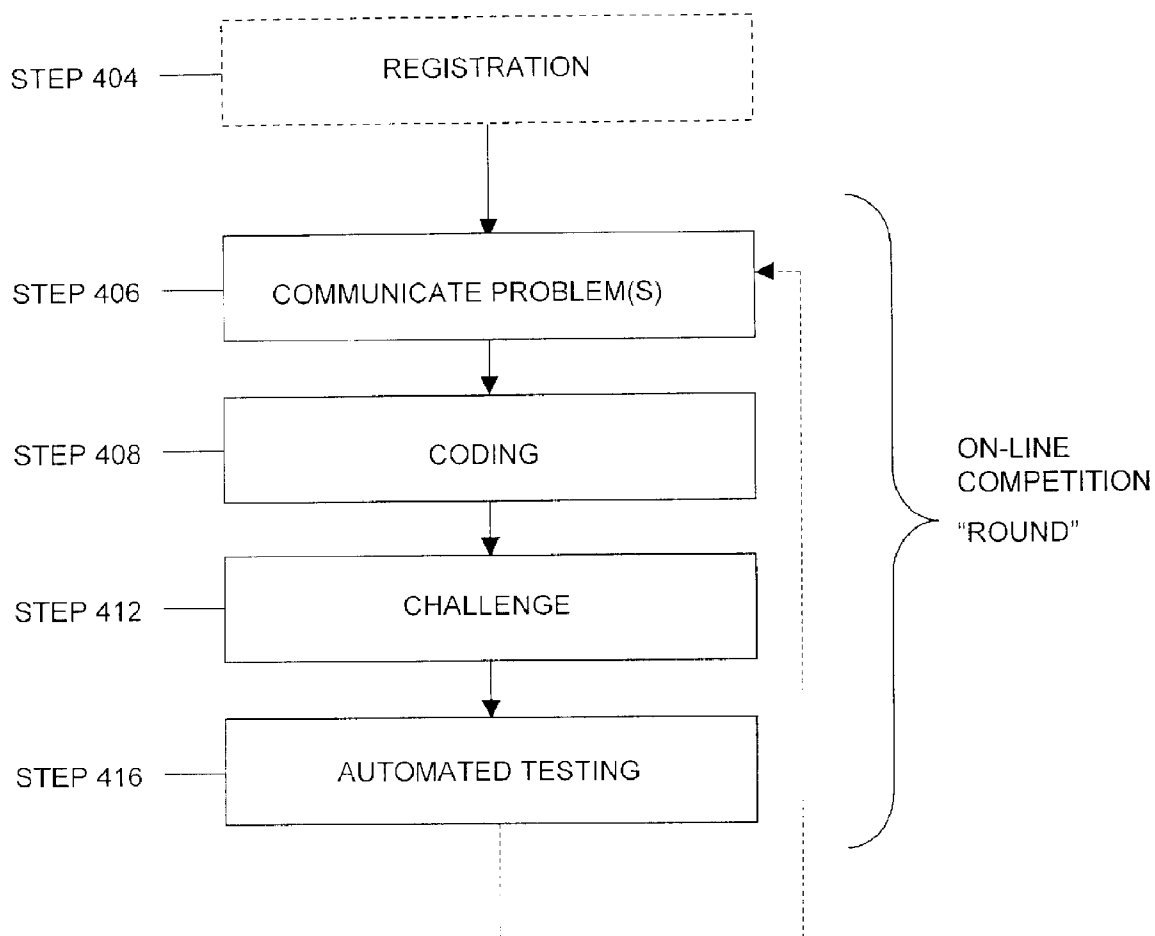 STEP 404
REGISTRATION
STEP 406
COMMUNICATE PROBLEM(S)
STEP 408
CODING
STEP 412
CHALLENGE
STEP 416
AUTOMATED TESTING
ON-LINE
COMPETITION
“ROUND”